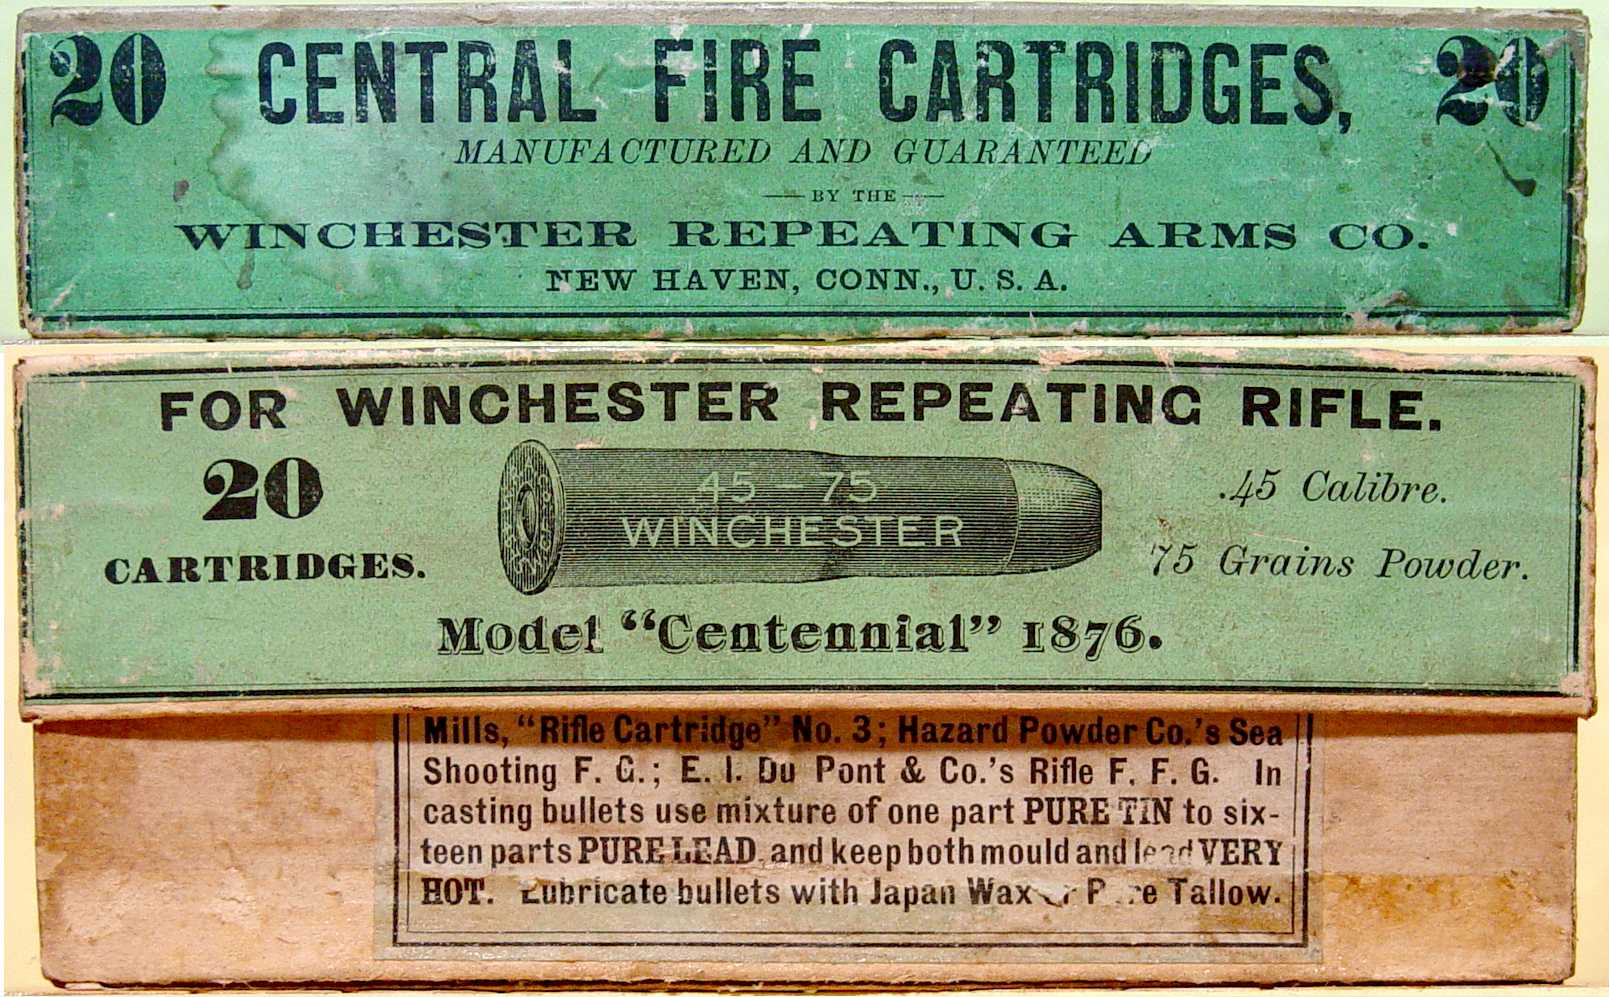 20 CENTRAL FIRE CARTRIDGES, 20
MANUFACTURED AND GUARANTEED
BY THE
WINCHESTER REPEATING ARMS CO.
NEW HAVEN, CONN., U. S. A.
FOR WINCHESTER REPEATING RIFLE.
20
CARTRIDGES.
.45-75
WINCHESTER
.45 Calibre.
75 Grains Powder.
Model "Centennial" 1876.
Mills, "Rifle Cartridge" No. 3; Hazard Powder Co.'s Sea
Shooting F. G.; E. I. Du Pont & Co.'s Rifle F. F. G. In
casting bullets use mixture of one part PURE TIN to six-
teen parts PURE LEAD, and keep both mould and lead VERY
HOT. Lubricate bullets with Japan Wax or Pure Tallow.